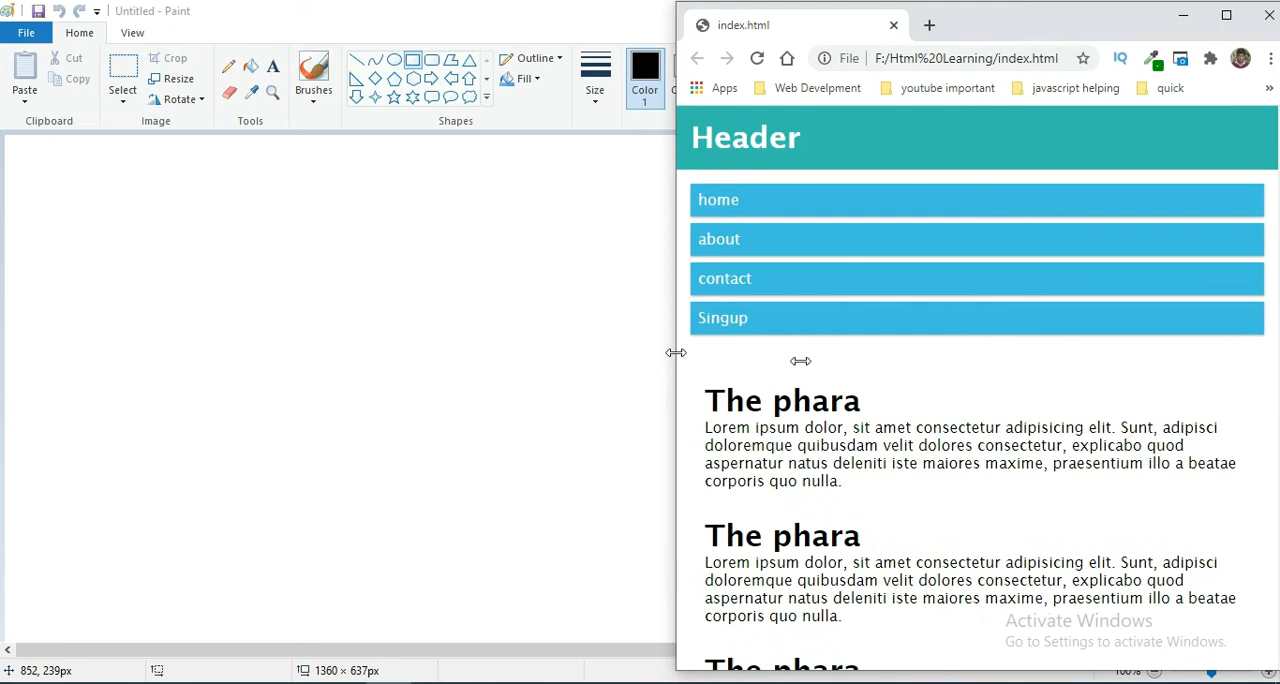 Untitled - Paint
File Home View
Paste Cut Copy
Clipboard
Select Crop Resize Rotate
Image
A
Tools
Brushes
Shapes
Outline
Fill
Size
Color 1
852, 239px
1360 × 637px
index.html
File F:/Html%20Learning/index.html IQ
Apps Web Develpment youtube important javascript helping quick »
Header
home
about
contact
Singup
The phara
Lorem ipsum dolor, sit amet consectetur adipisicing elit. Sunt, adipisci
doloremque quibusdam velit dolores consectetur, explicabo quod
aspernatur natus deleniti iste maiores maxime, praesentium illo a beatae
corporis quo nulla.
The phara
Lorem ipsum dolor, sit amet consectetur adipisicing elit. Sunt, adipisci
doloremque quibusdam velit dolores consectetur, explicabo quod
aspernatur natus deleniti iste maiores maxime, praesentium illo a beatae
corporis quo nulla.
Activate Windows
Go to Settings to activate Windows.
The phara
100%